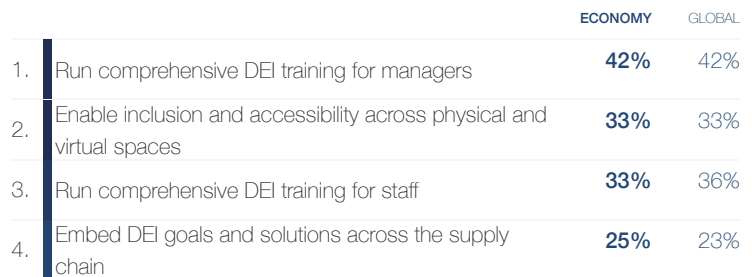 ECONOMY GLOBAL
1. Run comprehensive DEI training for managers 42% 42%
2. Enable inclusion and accessibility across physical and
virtual spaces 33% 33%
3. Run comprehensive DEI training for staff 33% 36%
4. Embed DEI goals and solutions across the supply
chain 25% 23%